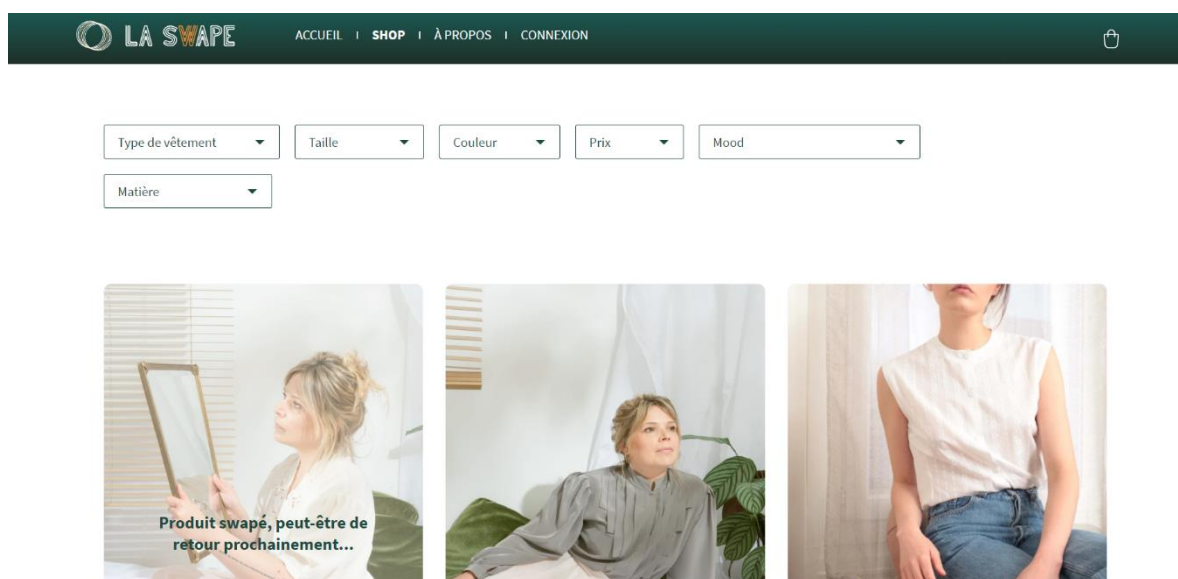 LA SWAPE
ACCUEIL I SHOP I À PROPOS I CONNEXION
Type de vêtement
Taille
Couleur
Prix
Mood
Matière
Produit swapé, peut-être de
retour prochainement...